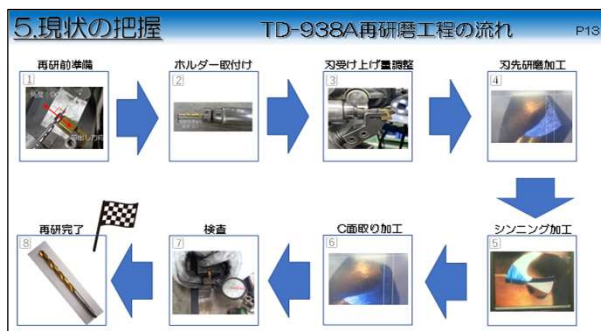 5.現状の把握
TD-938A再研磨工程の流れ
P13
再研前準備
1
ホルダー取付け
2
刃受け上げ量調整
3
刃先研磨加工
4
シンニング加工
5
C面取り加工
6
検査
7
再研完了
8